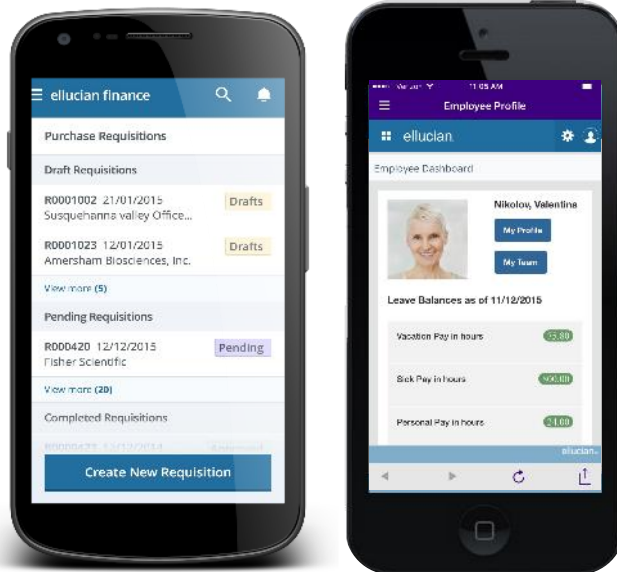 ellucian finance
Purchase Requisitions
Draft Requisitions
R0001002 21/01/2015
Drafts
Susquehanna valley Office...
R0001023 12/01/2015
Drafts
Amersham Biosciences, Inc.
View more (5)
Pending Requisitions
R000420 12/12/2015
Pending
Fisher Scientific
View more (20)
Completed Requisitions
Create New Requisition
Verizon 11:05 AM
Employee Profile
ellucian.
Employee Dashboard
Nikolov, Valentina
My Profile
My Team
Leave Balances as of 11/12/2015
Vacation Pay in hours
Sick Pay in hours
Personal Pay in hours
24.00
ellucian